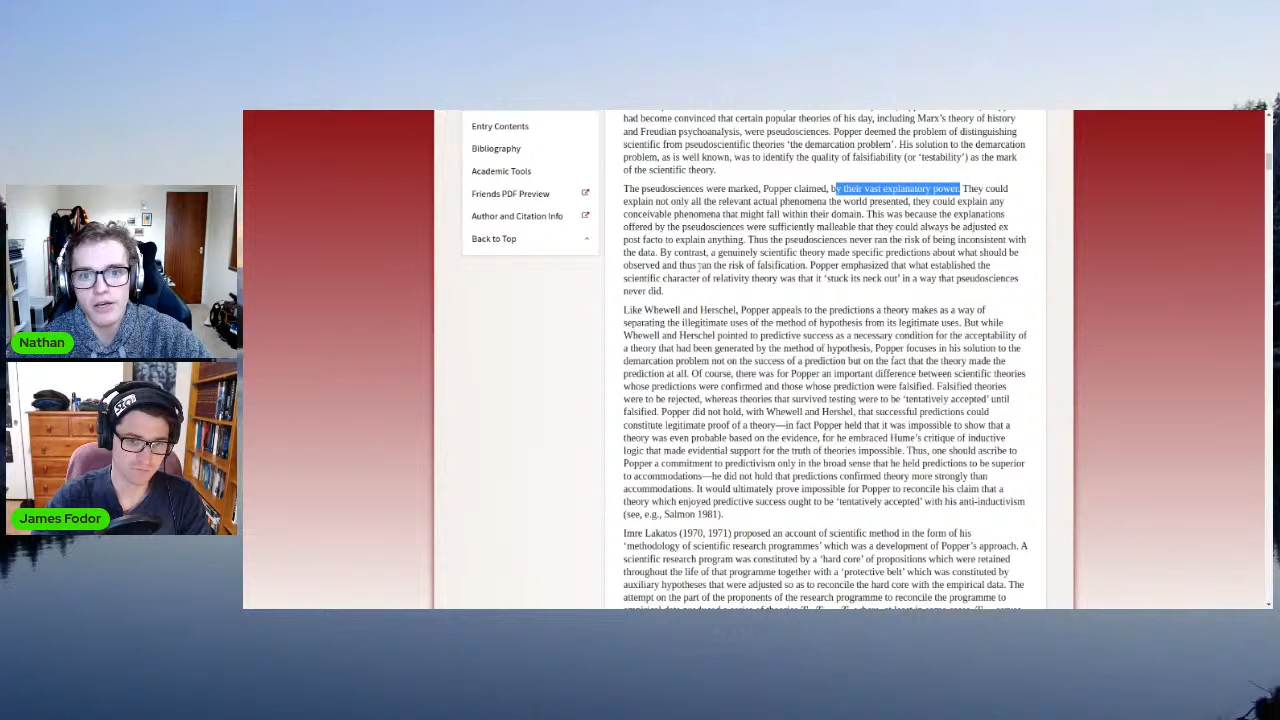 Entry Contents
Bibliography
Academic Tools
Friends PDF Preview
Author and Citation Info
Back to Top
had become convinced that certain popular theories of his day, including Marx's theory of history
and Freudian psychoanalysis, were pseudosciences. Popper deemed the problem of distinguishing
scientific from pseudoscientific theories ‘the demarcation problem’. His solution to the demarcation
problem, as is well known, was to identify the quality of falsifiability (or ‘testability’) as the mark
of the scientific theory.
The pseudosciences were marked, Popper claimed, by their vast explanatory power. They could
explain not only all the relevant actual phenomena the world presented, they could explain any
conceivable phenomena that might fall within their domain. This was because the explanations
offered by the pseudosciences were sufficiently malleable that they could always be adjusted ex
post facto to explain anything. Thus the pseudosciences never ran the risk of being inconsistent with
the data. By contrast, a genuinely scientific theory made specific predictions about what should be
observed and thus ran the risk of falsification. Popper emphasized that what established the
scientific character of relativity theory was that it ‘stuck its neck out’ in a way that pseudosciences
never did.
Like Whewell and Herschel, Popper appeals to the predictions a theory makes as a way of
separating the illegitimate uses of the method of hypothesis from its legitimate uses. But while
Whewell and Herschel pointed to predictive success as a necessary condition for the acceptability of
a theory that had been generated by the method of hypothesis, Popper focuses in his solution to the
demarcation problem not on the success of a prediction but on the fact that the theory made the
prediction at all. Of course, there was for Popper an important difference between scientific theories
whose predictions were confirmed and those whose prediction were falsified. Falsified theories
were to be rejected, whereas theories that survived testing were to be ‘tentatively accepted’ until
falsified. Popper did not hold, with Whewell and Hershel, that successful predictions could
constitute legitimate proof of a theory—in fact Popper held that it was impossible to show that a
theory was even probable based on the evidence, for he embraced Hume's critique of inductive
logic that made evidential support for the truth of theories impossible. Thus, one should ascribe to
Popper a commitment to predictivism only in the broad sense that he held predictions to be superior
to accommodations—he did not hold that predictions confirmed theory more strongly than
accommodations. It would ultimately prove impossible for Popper to reconcile his claim that a
theory which enjoyed predictive success ought to be ‘tentatively accepted’ with his anti-inductivism
(see, e.g., Salmon 1981).
Imre Lakatos (1970, 1971) proposed an account of scientific method in the form of his
‘methodology of scientific research programmes’ which was a development of Popper's approach. A
scientific research program was constituted by a ‘hard core’ of propositions which were retained
throughout the life of that programme together with a ‘protective belt’ which was constituted by
auxiliary hypotheses that were adjusted so as to reconcile the hard core with the empirical data. The
attempt on the part of the proponents of the research programme to reconcile the programme to
Nathan
James Fodor